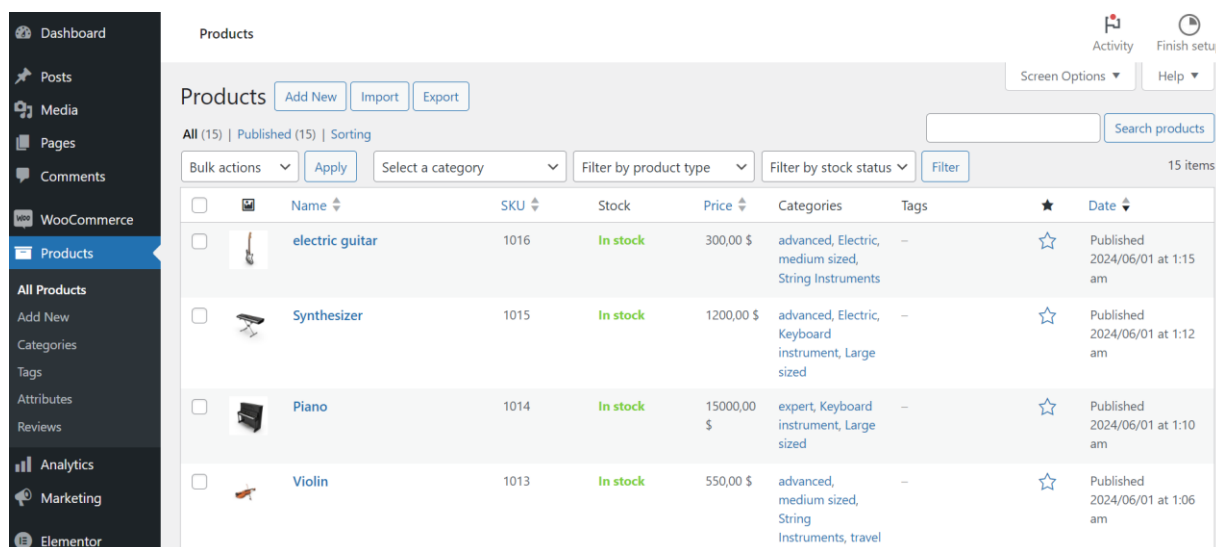 Dashboard
Posts
Media
Pages
Comments
Woo WooCommerce
Products
All Products
Add New
Categories
Tags
Attributes
Reviews
Analytics
Marketing
Elementor
Products
Activity
Finish setu
Screen Options ▼
Help ▼
Products Add New Import Export
All (15) | Published (15) | Sorting
Search products
Bulk actions Apply Select a category Filter by product type Filter by stock status Filter
15 items
Name SKU Stock Price Categories Tags ★ Date
electric guitar 1016 In stock 300,00 $ advanced, Electric, – Published
medium sized, 2024/06/01 at 1:15
String Instruments am
Synthesizer 1015 In stock 1200,00 $ advanced, Electric, – Published
Keyboard 2024/06/01 at 1:12
instrument, Large am
sized
Piano 1014 In stock 15000,00 expert, Keyboard – Published
$ instrument, Large 2024/06/01 at 1:10
sized am
Violin 1013 In stock 550,00 $ advanced, – Published
medium sized, 2024/06/01 at 1:06
String am
Instruments, travel